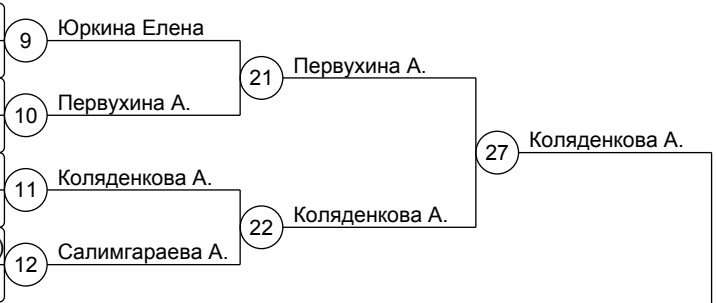 9 Юркина Елена
21 Первухина А.
10 Первухина А.
27 Коляденкова А.
11 Коляденкова А.
22 Коляденкова А.
12 Салимгараева А.